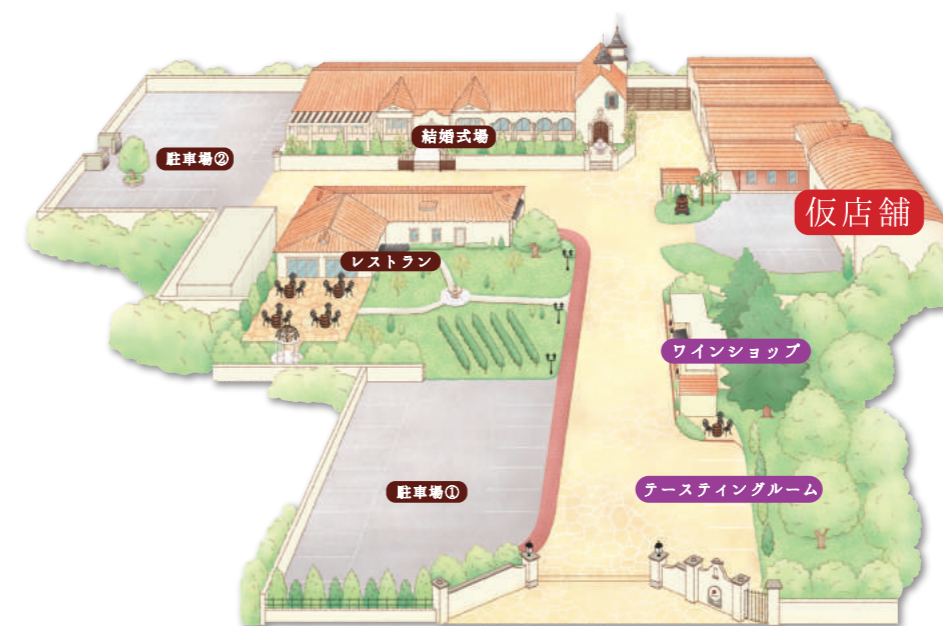 結婚式場
駐車場②
仮店舗
レストラン
ワインショップ
駐車場①
テースティングルーム